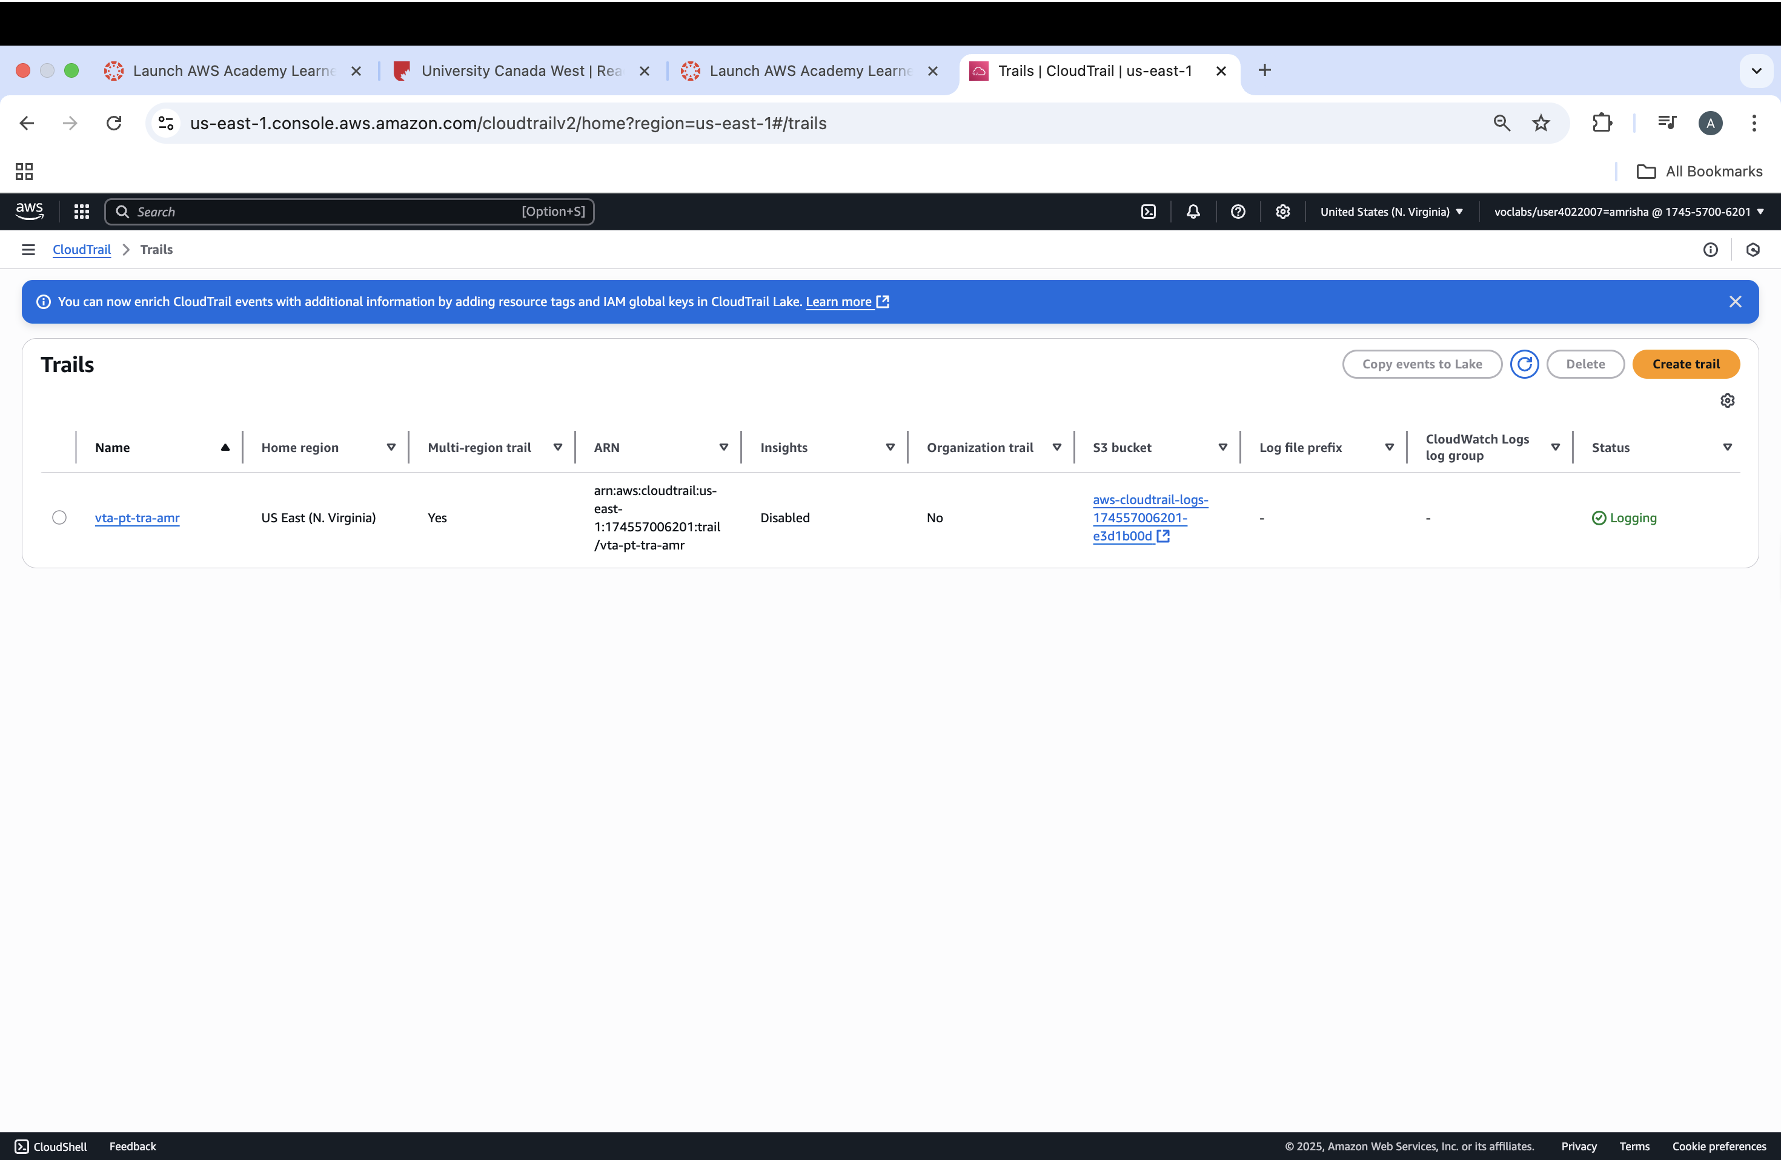 Launch AWS Academy Learne
University Canada West | Rea
Launch AWS Academy Learne
Trails | CloudTrail | us-east-1
us-east-1.console.aws.amazon.com/cloudtrailv2/home?region=us-east-1#/trails
A
All Bookmarks
aws
Search
[Option+S]
United States (N. Virginia)
voclabs/user4022007=amrisha @ 1745-5700-6201
CloudTrail
Trails
You can now enrich CloudTrail events with additional information by adding resource tags and IAM global keys in CloudTrail Lake. Learn more
Trails
Copy events to Lake
Delete
Create trail
Name
Home region
Multi-region trail
ARN
Insights
Organization trail
S3 bucket
Log file prefix
CloudWatch Logs
log group
Status
vta-pt-tra-amr
US East (N. Virginia)
Yes
arn:aws:cloudtrail:us-
east-
1:174557006201:trail
/vta-pt-tra-amr
Disabled
No
aws-cloudtrail-logs-
174557006201-
e3d1b00d
-
-
Logging
CloudShell
Feedback
© 2025, Amazon Web Services, Inc. or its affiliates.
Privacy
Terms
Cookie preferences